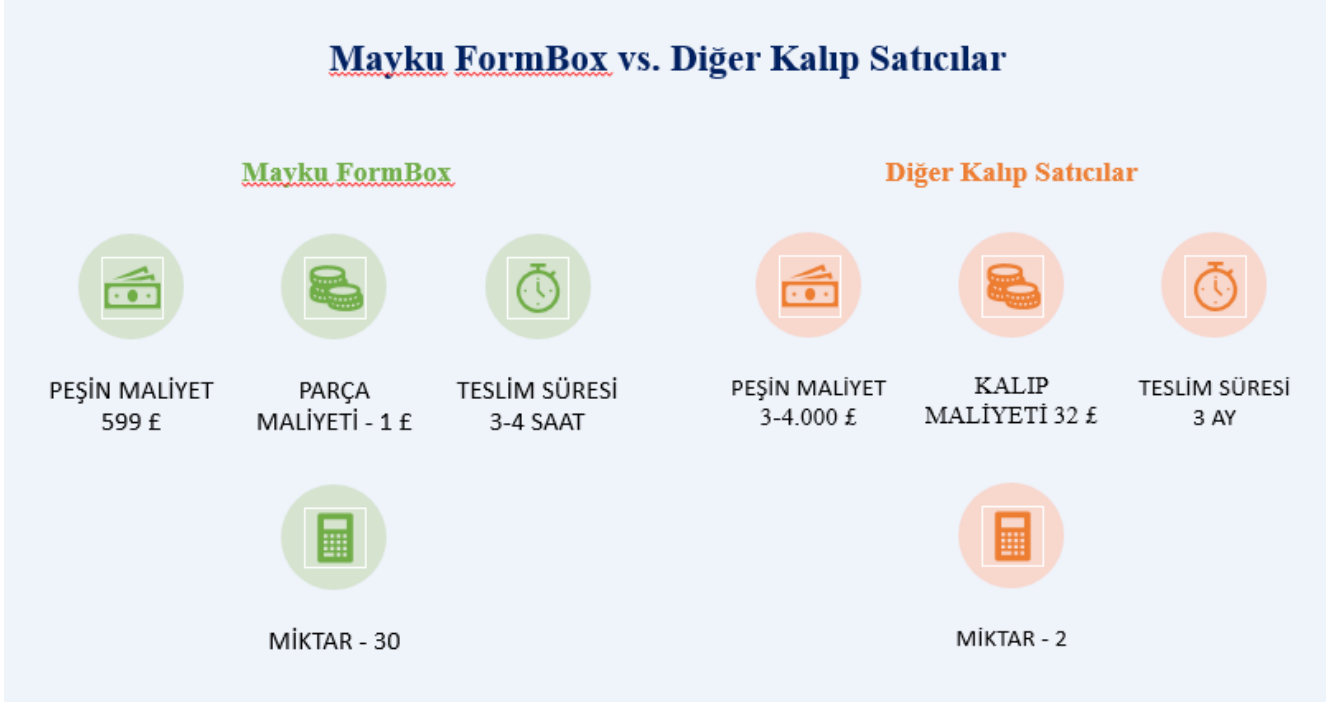 Mayku FormBox vs. Diğer Kalıp Satıcılar
Mayku FormBox
PEŞİN MALİYET
599 £
PARÇA
MALİYETİ - 1 £
TESLİM SÜRESİ
3-4 SAAT
MİKTAR - 30
Diğer Kalıp Satıcılar
PEŞİN MALİYET
3-4.000 £
KALIP
MALİYETİ 32 £
TESLİM SÜRESİ
3 AY
MİKTAR - 2